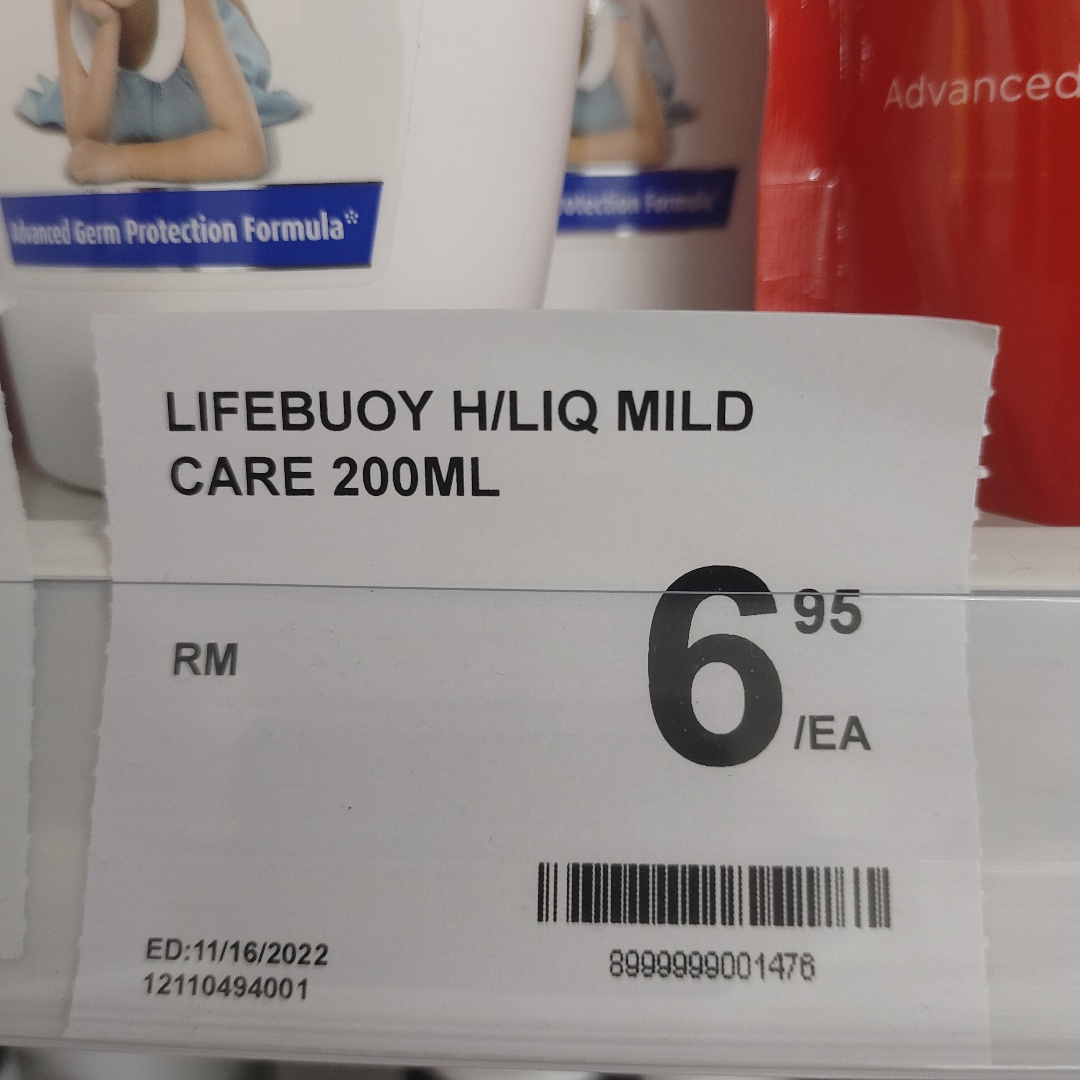 Advanced Germ Protection Formula*
Protection Formula*
Advanced
LIFEBUOY H/LIQ MILD
CARE 200ML
RM
6 95
/EA
ED:11/16/2022
12110494001
8999999001476